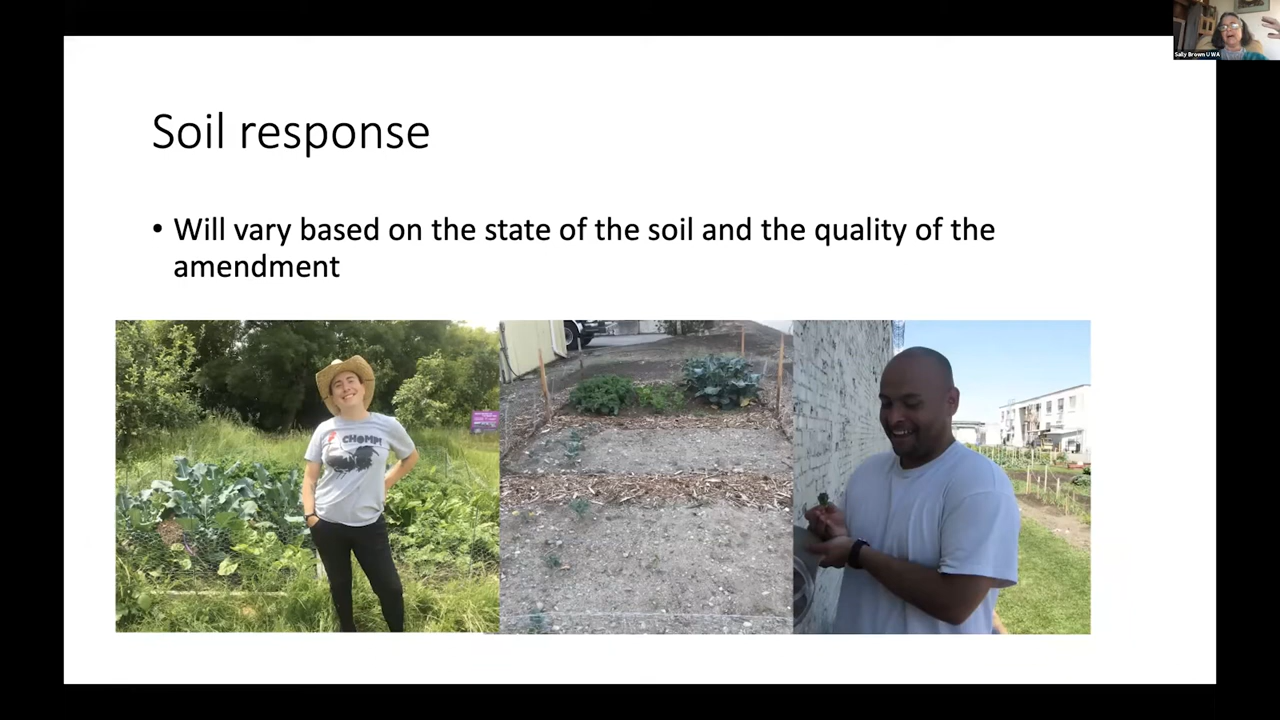 Sally Brown U WA
Soil response
• Will vary based on the state of the soil and the quality of the
amendment
CHOMP!